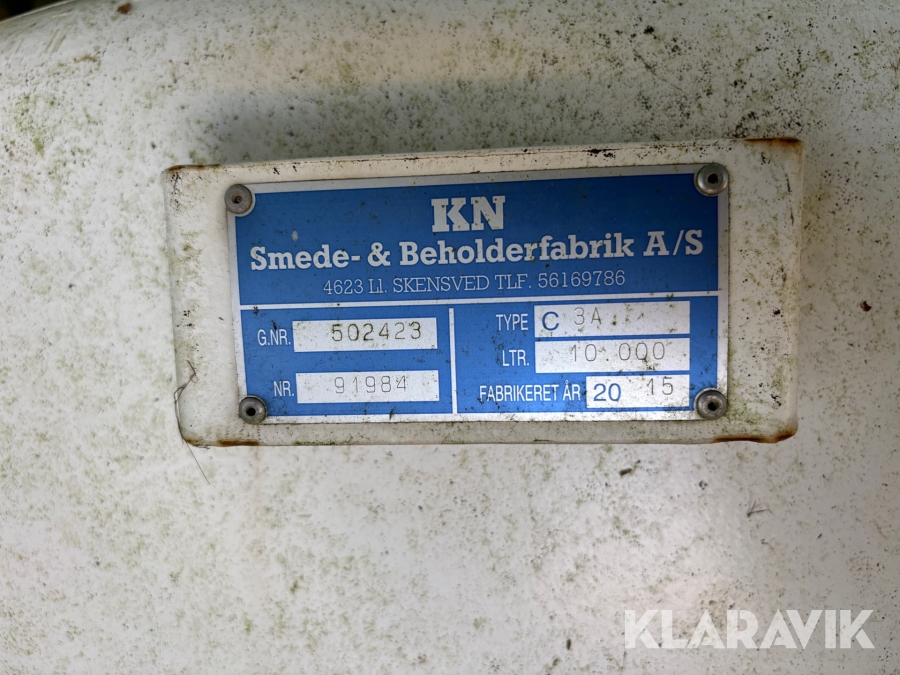 KN
Smede- & Beholderfabrik A/S
4623 Ll. SKENSVED TLF. 56169786
G.NR. 502423
NR. 91984
TYPE C 3A
LTR. 10.000
FABRIKERET ÅR 20 15
KLARAVIK